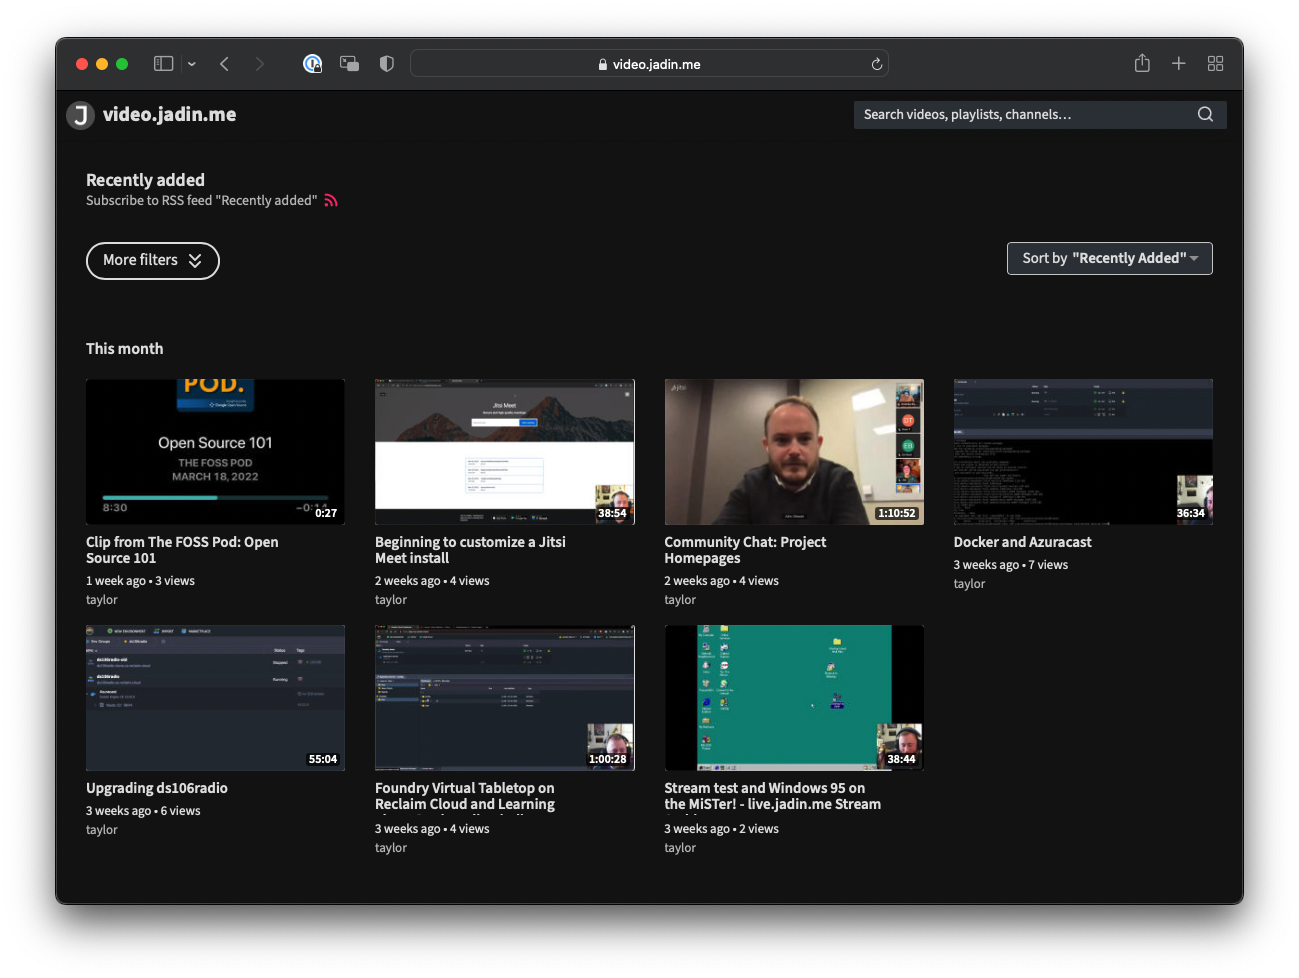 video.jadin.me
J video.jadin.me
Search videos, playlists, channels…
Recently added
Subscribe to RSS feed "Recently added"
More filters
Sort by "Recently Added"
This month
POD.
Open Source 101
THE FOSS POD
MARCH 18, 2022
8:30
0:27
Jitsi Meet
38:54
Jitsi
1:10:52
36:34
Clip from The FOSS Pod: Open
Source 101
1 week ago • 3 views
taylor
Beginning to customize a Jitsi
Meet install
2 weeks ago • 4 views
taylor
Community Chat: Project
Homepages
2 weeks ago • 4 views
taylor
Docker and Azuracast
3 weeks ago • 7 views
taylor
Status
Tags
Stopped
Running
55:04
1:00:28
38:44
Upgrading ds106radio
3 weeks ago • 6 views
taylor
Foundry Virtual Tabletop on
Reclaim Cloud and Learning
3 weeks ago • 4 views
taylor
Stream test and Windows 95 on
the MiSTer! - live.jadin.me Stream
3 weeks ago • 2 views
taylor